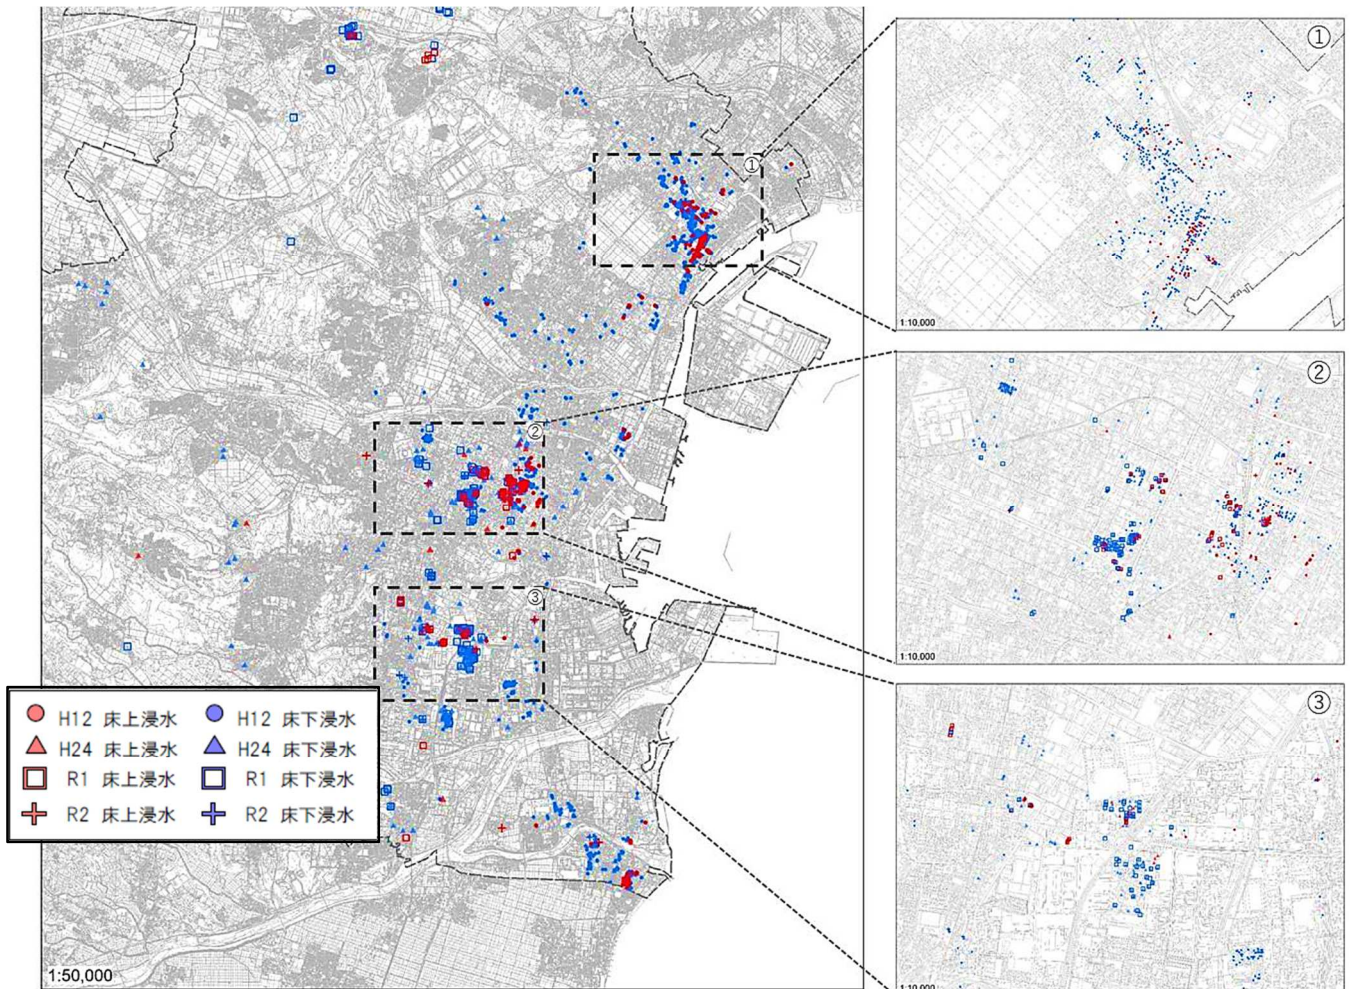 ①
①
1:10,000
②
②
1:10,000
③
③
1:10,000
H12 床上浸水
H12 床下浸水
H24 床上浸水
H24 床下浸水
R1 床上浸水
R1 床下浸水
R2 床上浸水
R2 床下浸水
1:50,000